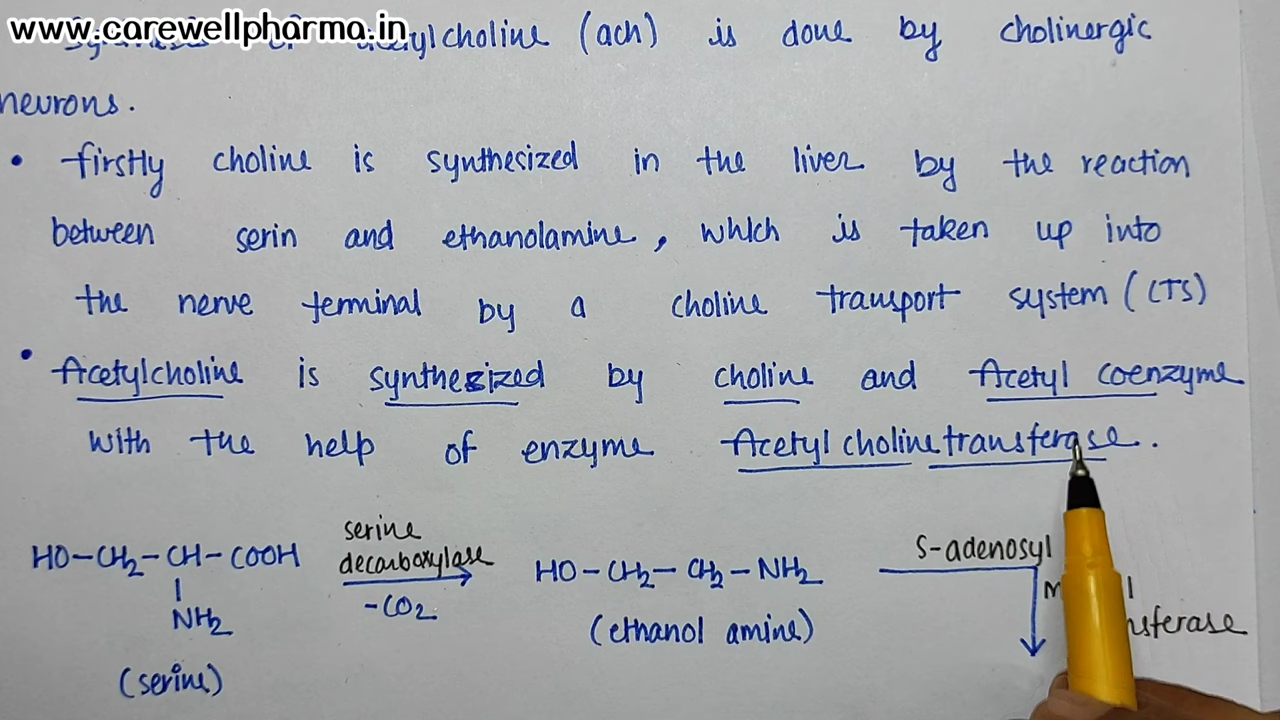 www.carewellpharma.in
acetylcholine (ach) is done by cholinergic
neurons.
• firstly choline is synthesized in the liver by the reaction
between serin and ethanolamine, which is taken up into
the nerve terminal by a choline transport system (CTS)
• Acetylcholine is synthesized by choline and Acetyl coenzyme
with the help of enzyme Acetyl choline transferase.
HO-CH2-CH-COOH
|
NH2
(serine)
serine
decarboxylase
-CO2
HO-CH2-CH2-NH2
(ethanol amine)
S-adenosyl